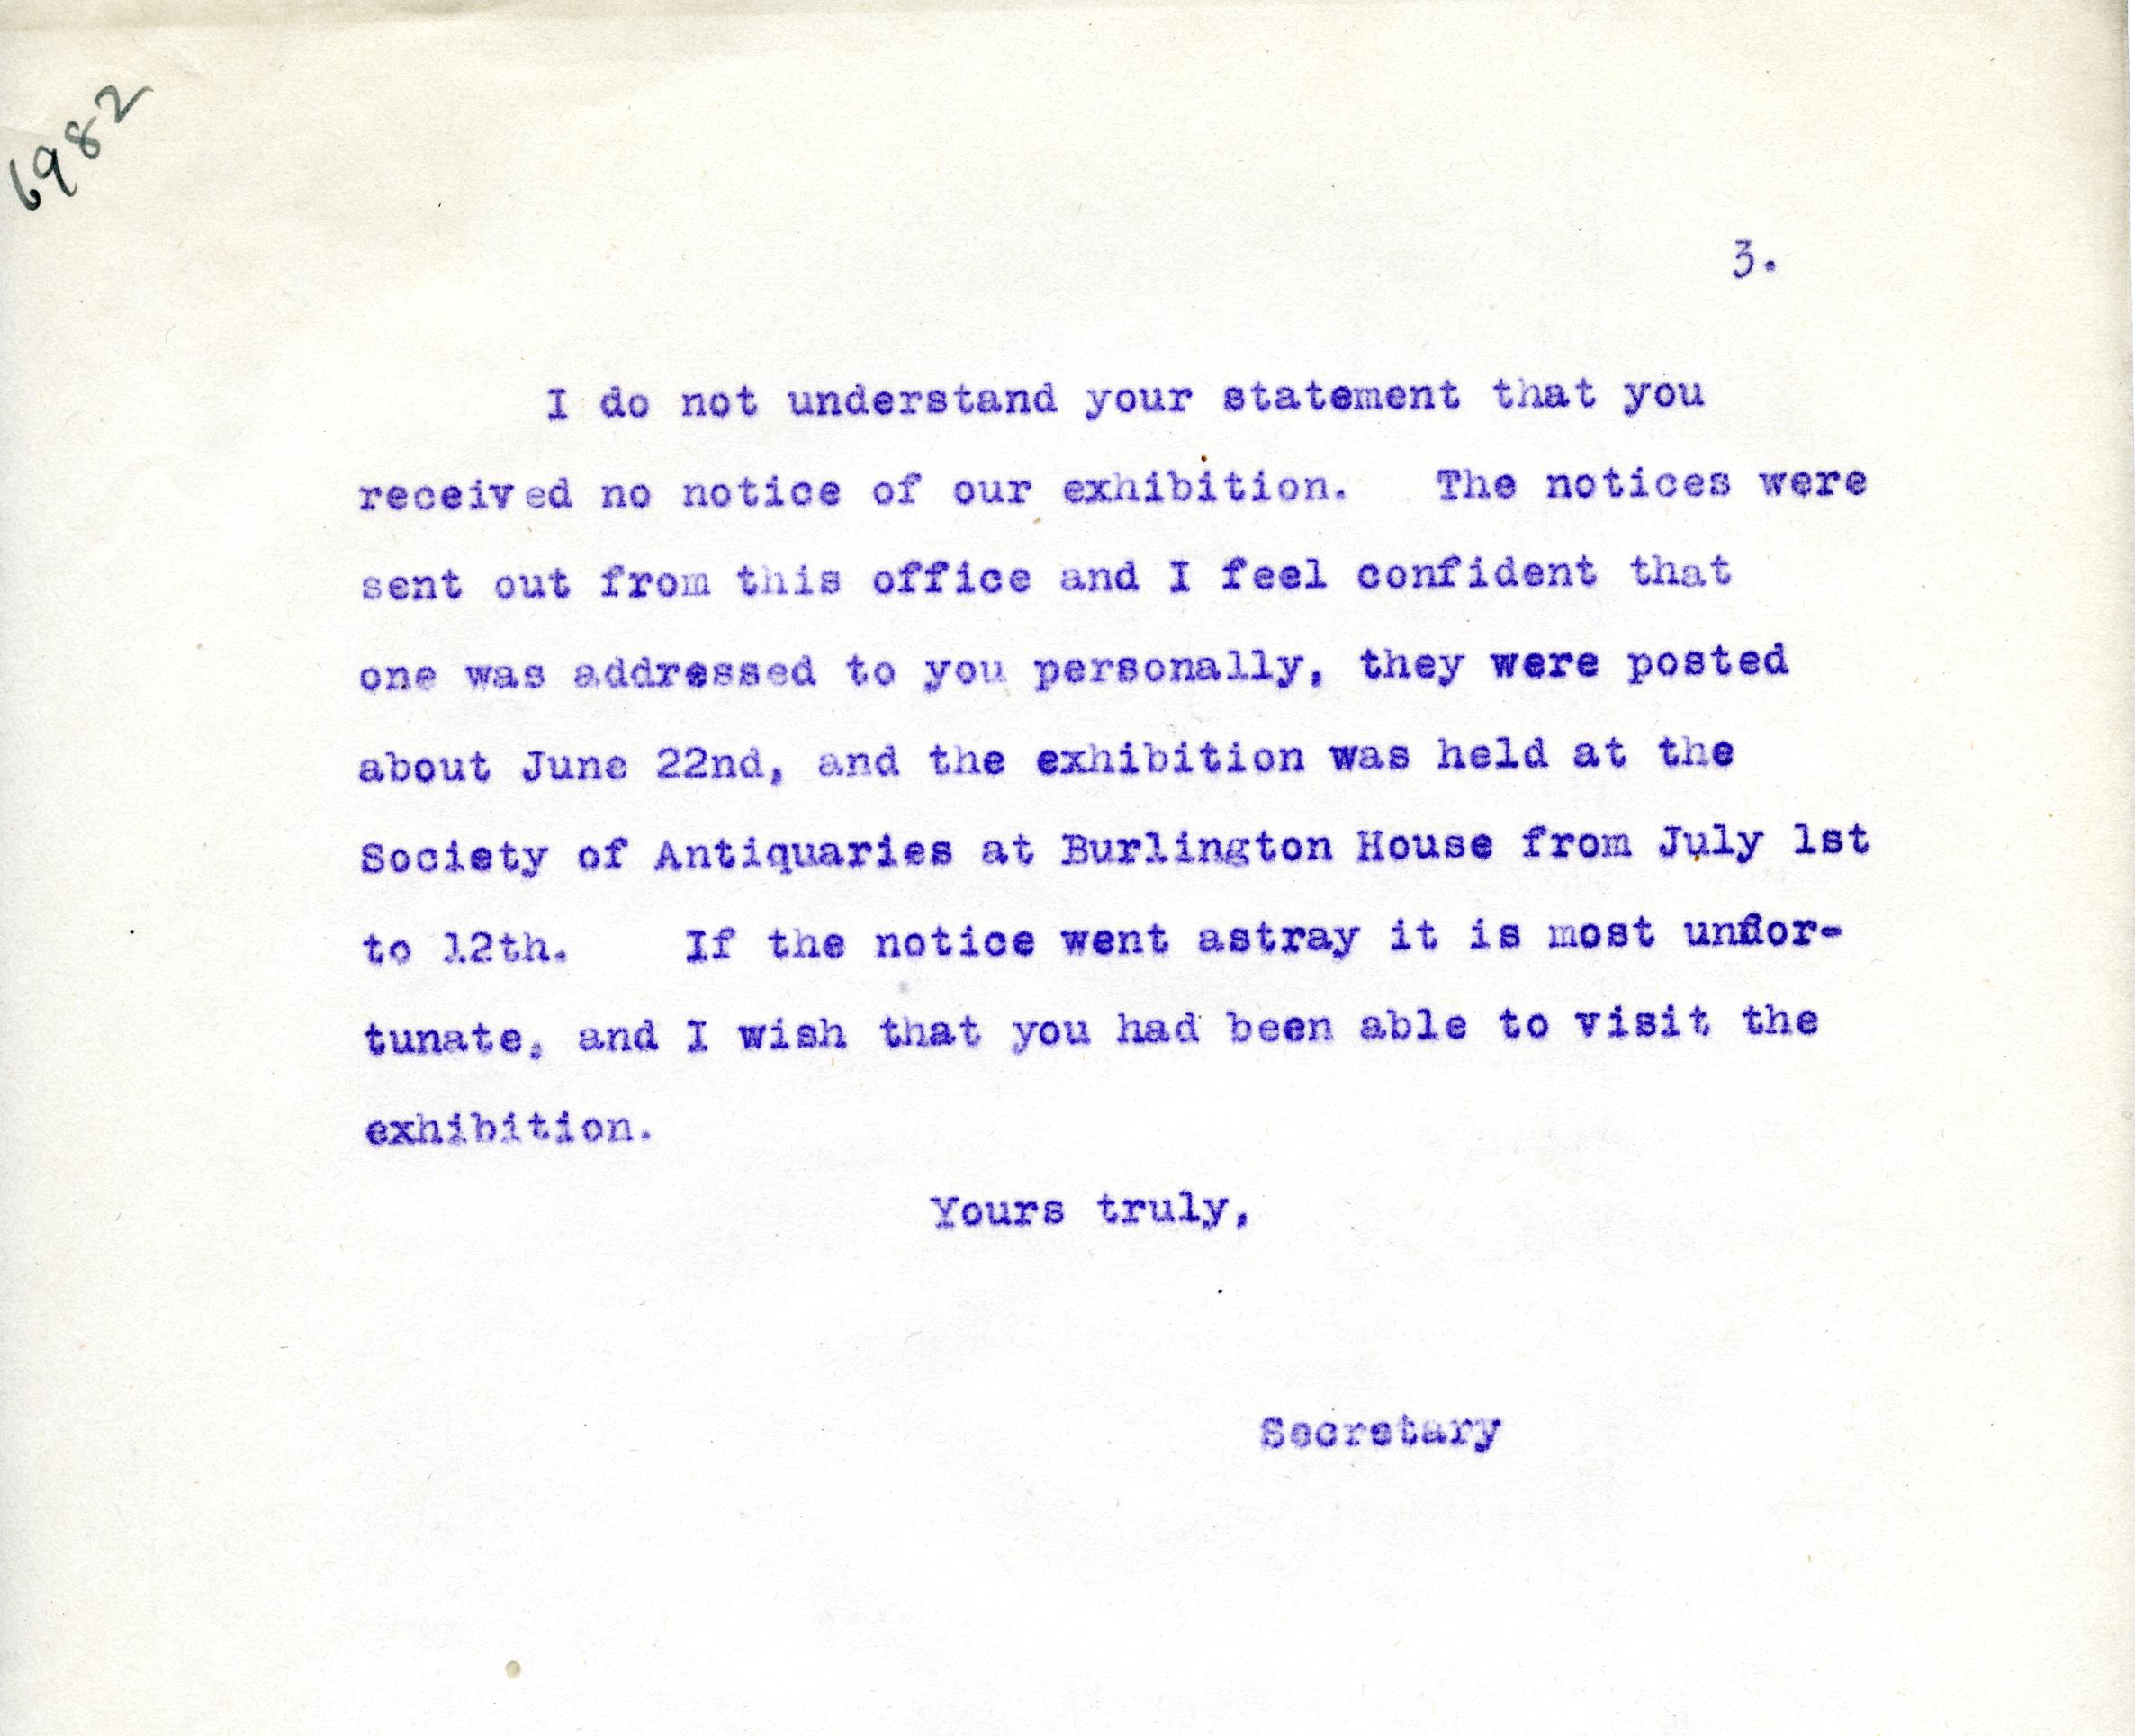 6982
3.
I do not understand your statement that you
received no notice of our exhibition. The notices were
sent out from this office and I feel confident that
one was addressed to you personally, they were posted
about June 22nd, and the exhibition was held at the
Society of Antiquaries at Burlington House from July 1st
to 12th. If the notice went astray it is most unfor-
tunate, and I wish that you had been able to visit the
exhibition.
Yours truly,
Secretary